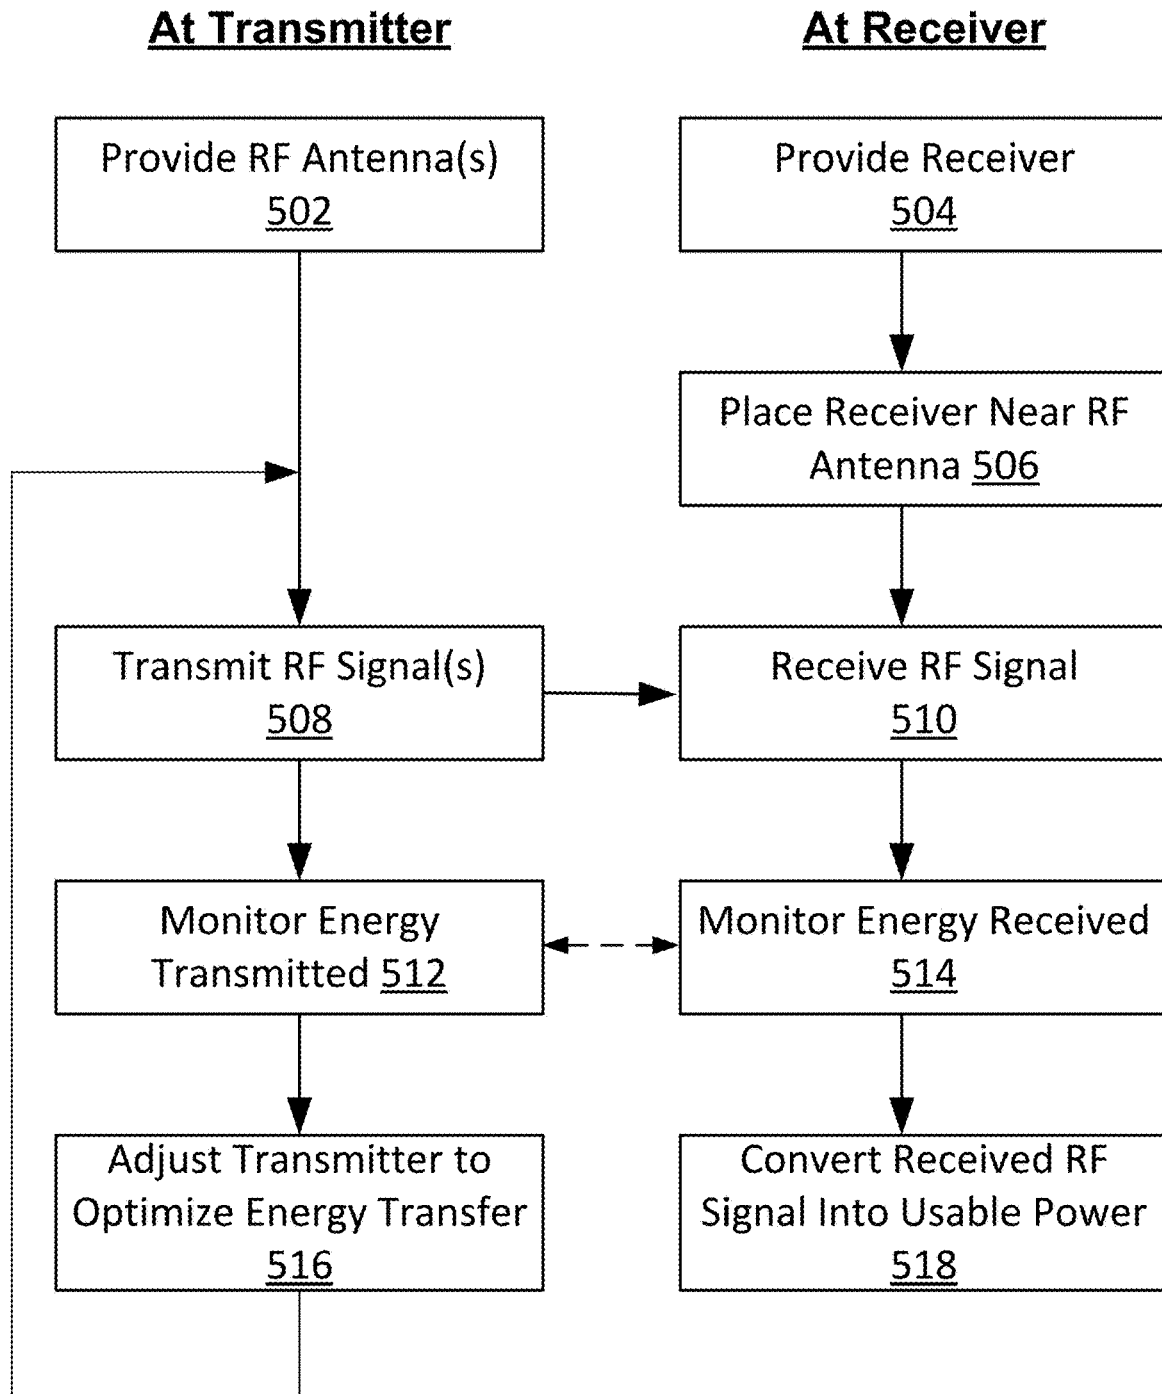 At Transmitter
At Receiver
Provide RF Antenna(s)
502
Provide Receiver
504
Place Receiver Near RF
Antenna 506
Transmit RF Signal(s)
508
Receive RF Signal
510
Monitor Energy
Transmitted 512
Monitor Energy Received
514
Adjust Transmitter to
Optimize Energy Transfer
516
Convert Received RF
Signal Into Usable Power
518